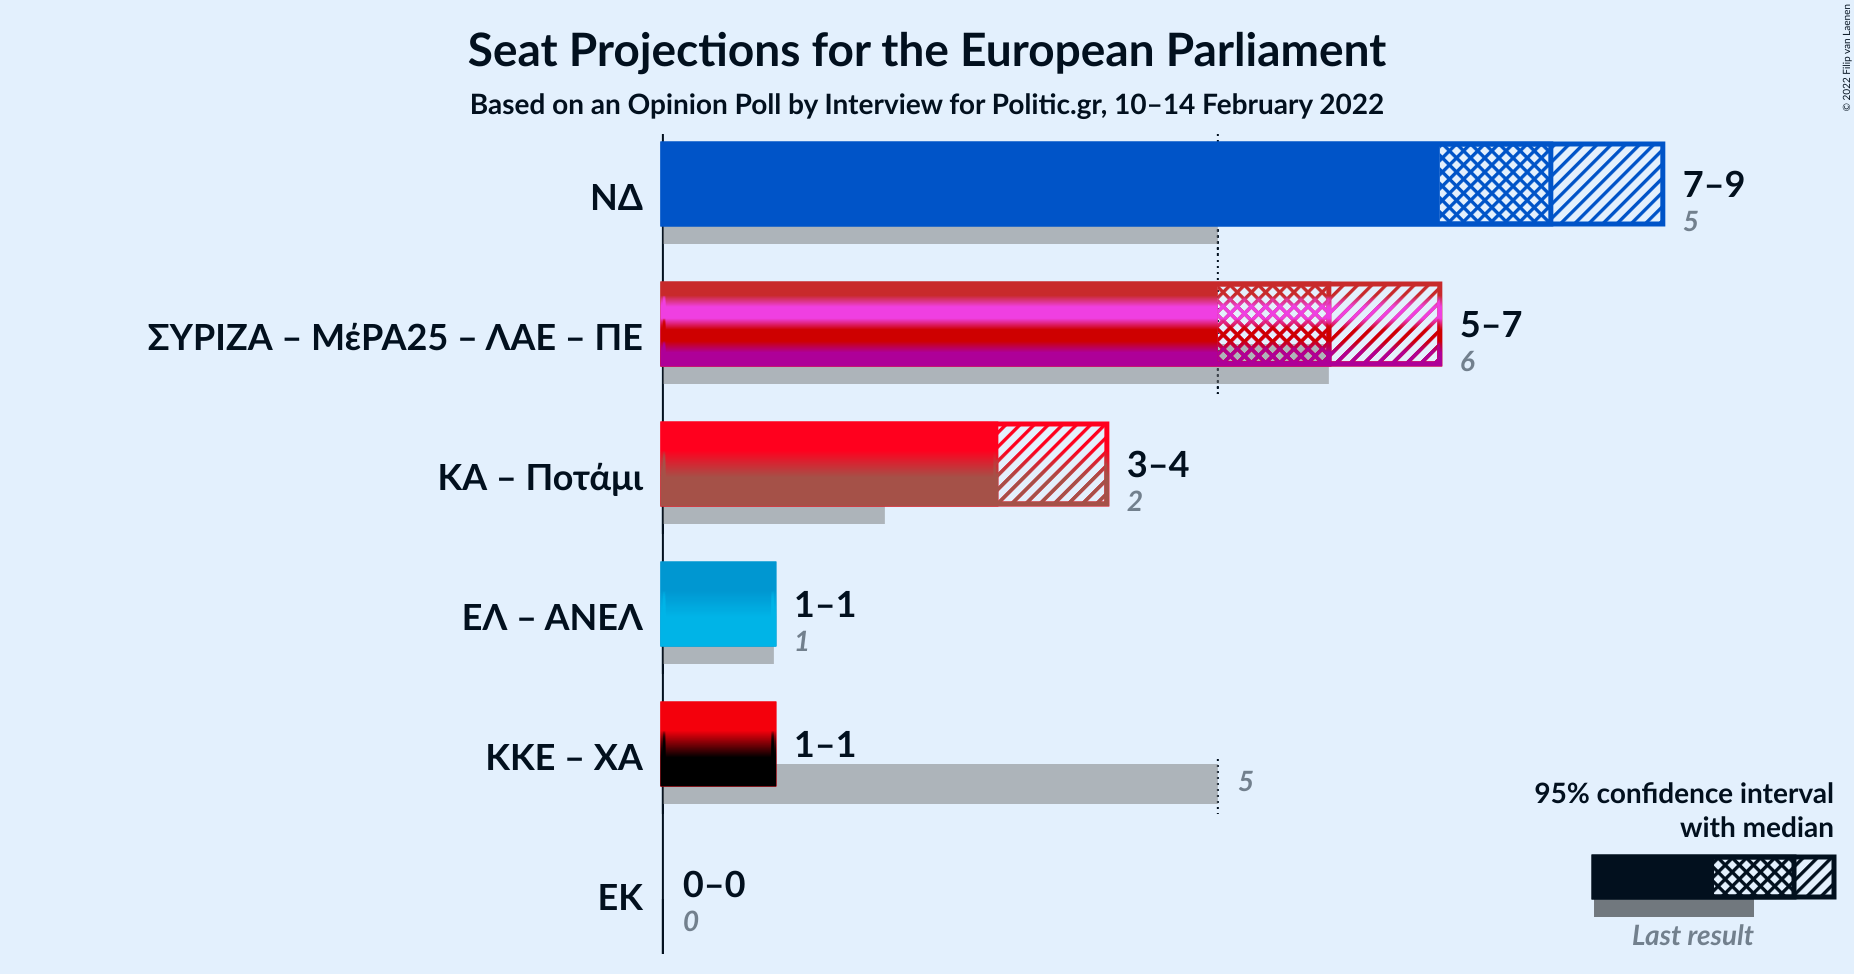 Seat Projections for the European Parliament
Based on an Opinion Poll by Interview for Politic.gr, 10–14 February 2022
© 2022 Filip van Laenen
ΝΔ
7–9
5
ΣΥΡΙΖΑ – ΜέΡΑ25 – ΛΑΕ – ΠΕ
5–7
6
ΚΑ – Ποτάμι
3–4
2
ΕΛ – ΑΝΕΛ
1–1
1
ΚΚΕ – ΧΑ
1–1
5
ΕΚ
0–0
0
95% confidence interval
with median
Last result